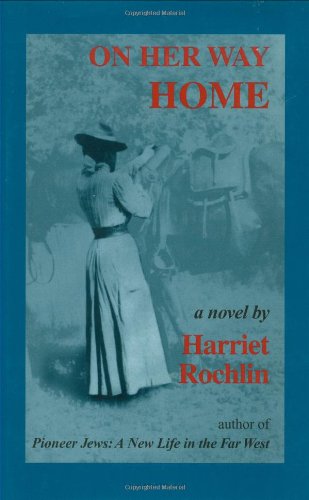 ON HER WAY
HOME
a novel by
Harriet
Rochlin
author of
Pioneer Jews: A New Life in the Far West